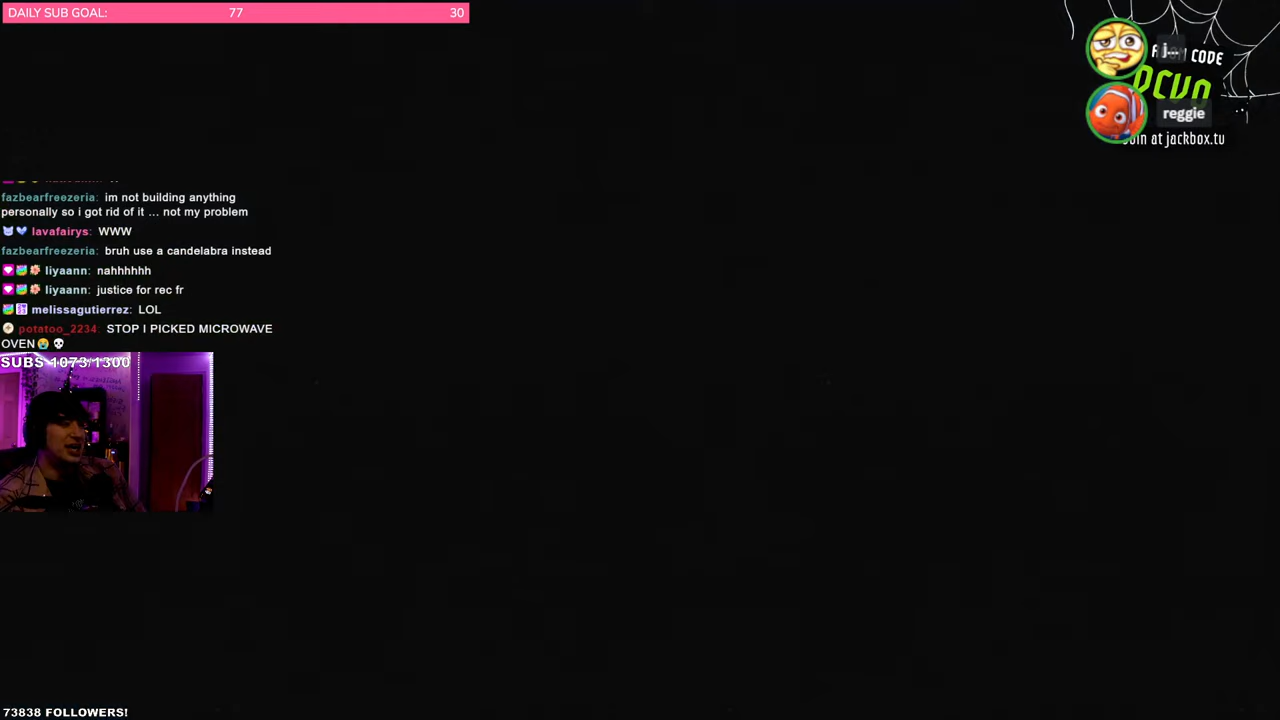 DAILY SUB GOAL: 77 30
j...
OM CODE
reggie
Join at jackbox.tv
fazbearfreezeria: im not building anything
personally so i got rid of it ... not my problem
lavafairys: WWW
fazbearfreezeria: bruh use a candelabra instead
liyaann: nahhhhhh
liyaann: justice for rec fr
melissagutierrez: LOL
potatoo_2234: STOP I PICKED MICROWAVE
OVEN😭💀
SUBS 1073/1300
73838 FOLLOWERS!